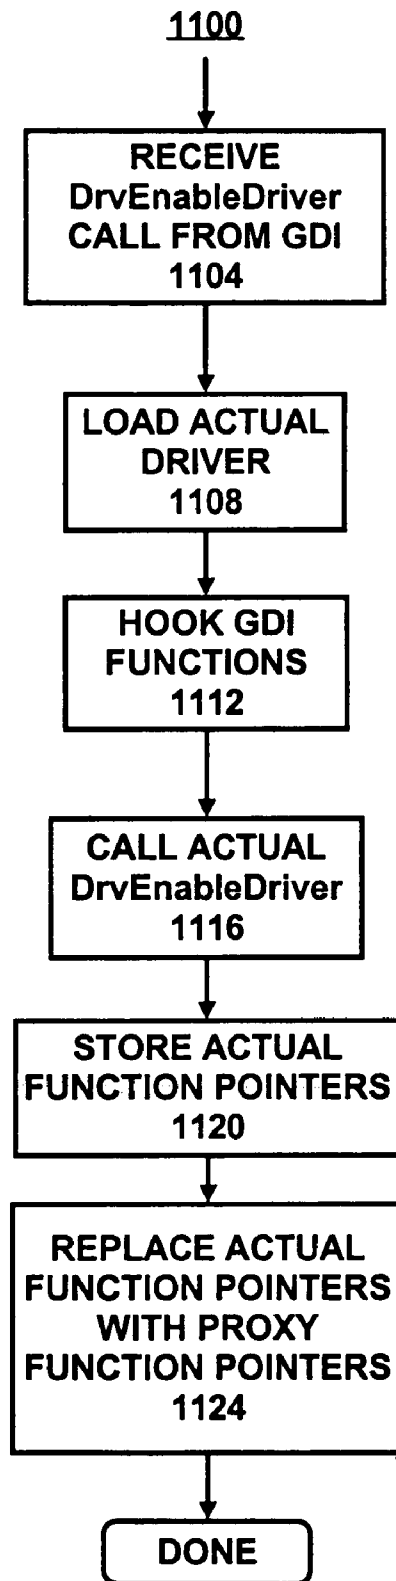 1100
RECEIVE
DrvEnableDriver
CALL FROM GDI
1104
LOAD ACTUAL
DRIVER
1108
HOOK GDI
FUNCTIONS
1112
CALL ACTUAL
DrvEnableDriver
1116
STORE ACTUAL
FUNCTION POINTERS
1120
REPLACE ACTUAL
FUNCTION POINTERS
WITH PROXY
FUNCTION POINTERS
1124
DONE